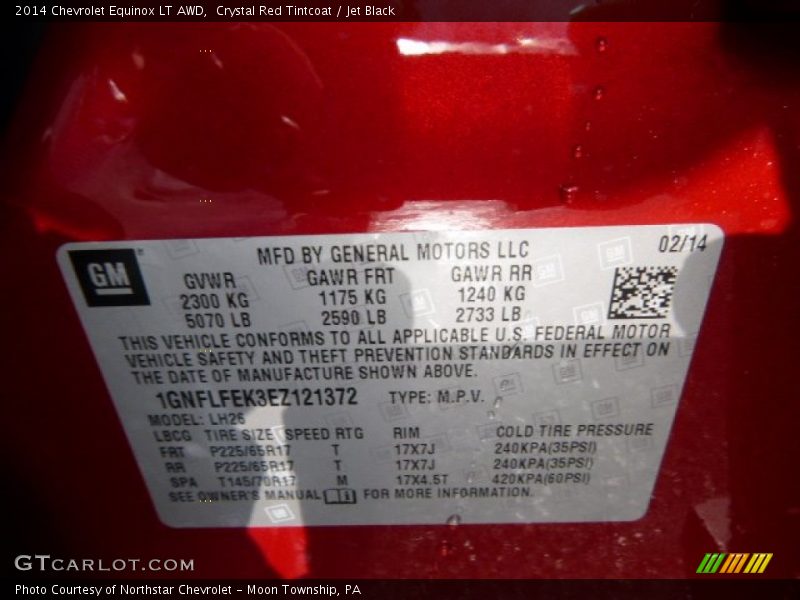 2014 Chevrolet Equinox LT AWD, Crystal Red Tintcoat / Jet Black
GM
MFD BY GENERAL MOTORS LLC
02/14
GVWR GAWR FRT GAWR RR
2300 KG 1175 KG 1240 KG
5070 LB 2590 LB 2733 LB
THIS VEHICLE CONFORMS TO ALL APPLICABLE U.S. FEDERAL MOTOR
VEHICLE SAFETY AND THEFT PREVENTION STANDARDS IN EFFECT ON
THE DATE OF MANUFACTURE SHOWN ABOVE.
1GNFLFEK3EZ121372 TYPE: M.P.V.
MODEL: LH26
LBCG TIRE SIZE SPEED RTG RIM COLD TIRE PRESSURE
FRT P225/65R17 T 17X7J 240KPA(35PSI)
RR P225/65R17 T 17X7J 240KPA(35PSI)
SPA T145/70R17 M 17X4.5T 420KPA(60PSI)
SEE OWNER'S MANUAL FOR MORE INFORMATION.
GTCARLOT.COM
Photo Courtesy of Northstar Chevrolet - Moon Township, PA